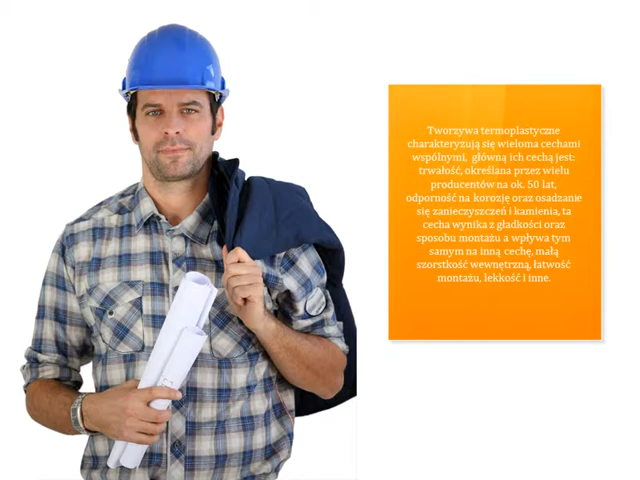 Tworzywa termoplastyczne
charakteryzują się wieloma cechami
wspólnymi, główną ich cechą jest:
trwałość, określana przez wielu
producentów na ok. 50 lat,
odporność na korozję oraz osadzanie
się zanieczyszczeń i kamienia, ta
cecha wynika z gładkości oraz
sposobu montażu a wpływa tym
samym na inną cechę, małą
szorstkość wewnętrzną, łatwość
montażu, lekkość i inne.